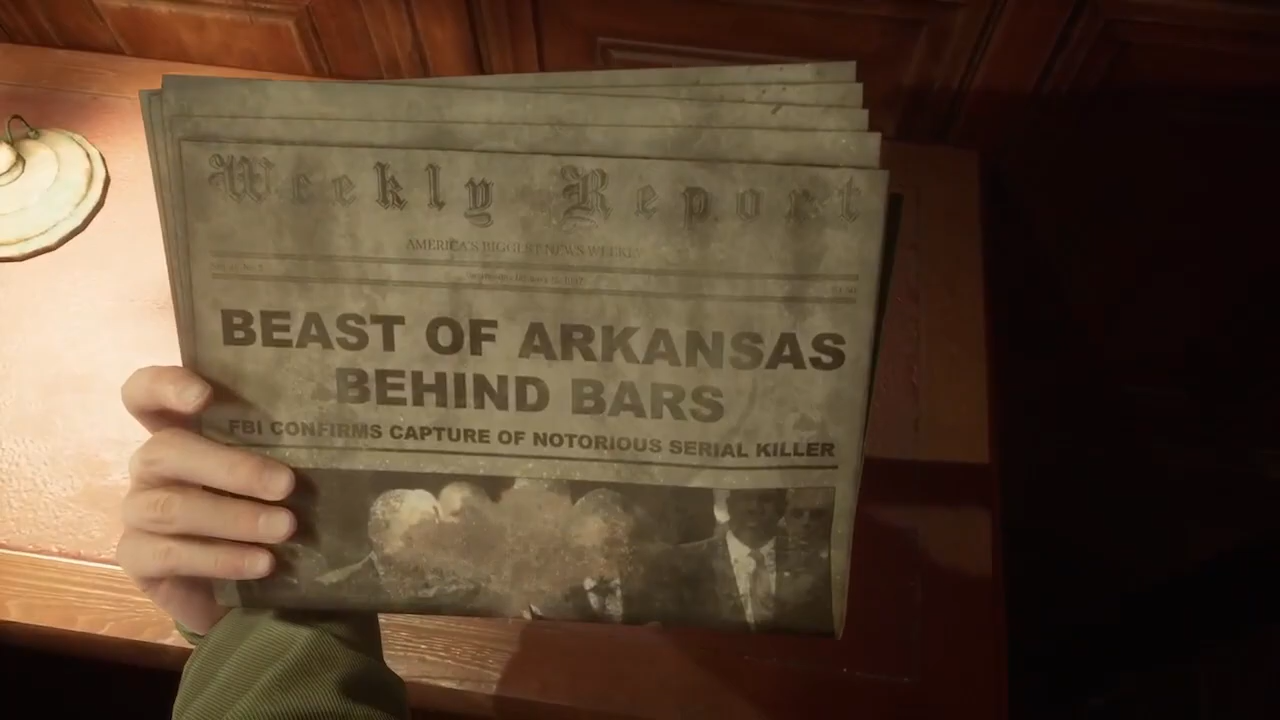 Weekly Report
AMERICA'S BIGGEST NEWS WEEKLY
BEAST OF ARKANSAS
BEHIND BARS
FBI CONFIRMS CAPTURE OF NOTORIOUS SERIAL KILLER